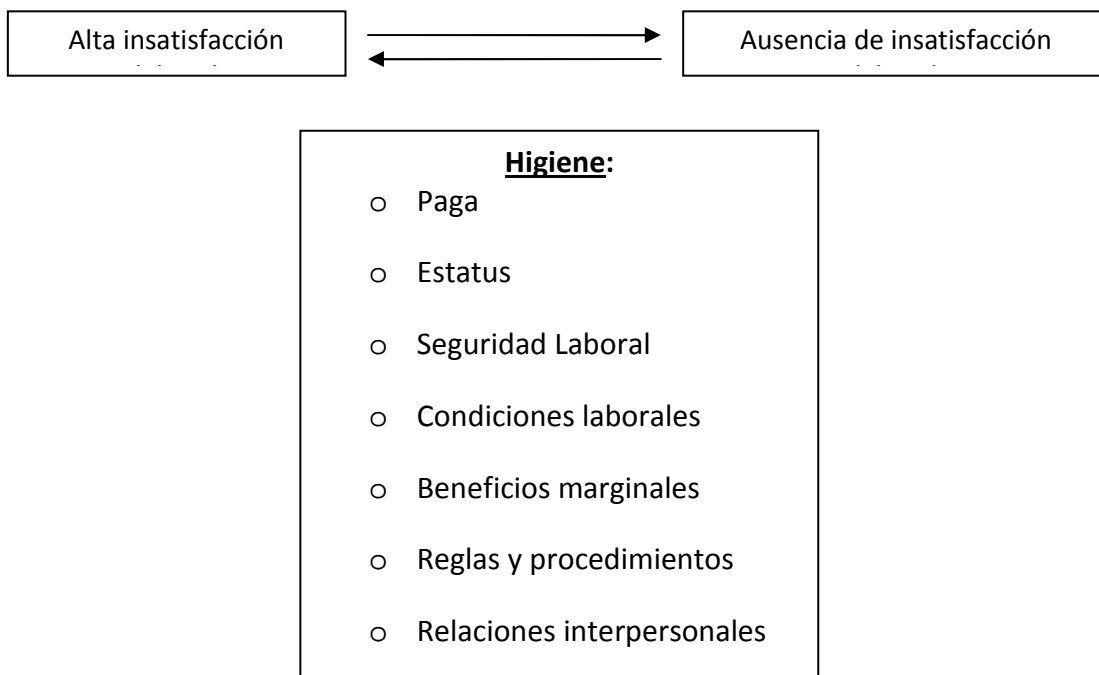 Alta insatisfacción
Ausencia de insatisfacción
Higiene:
o Paga
o Estatus
o Seguridad Laboral
o Condiciones laborales
o Beneficios marginales
o Reglas y procedimientos
o Relaciones interpersonales